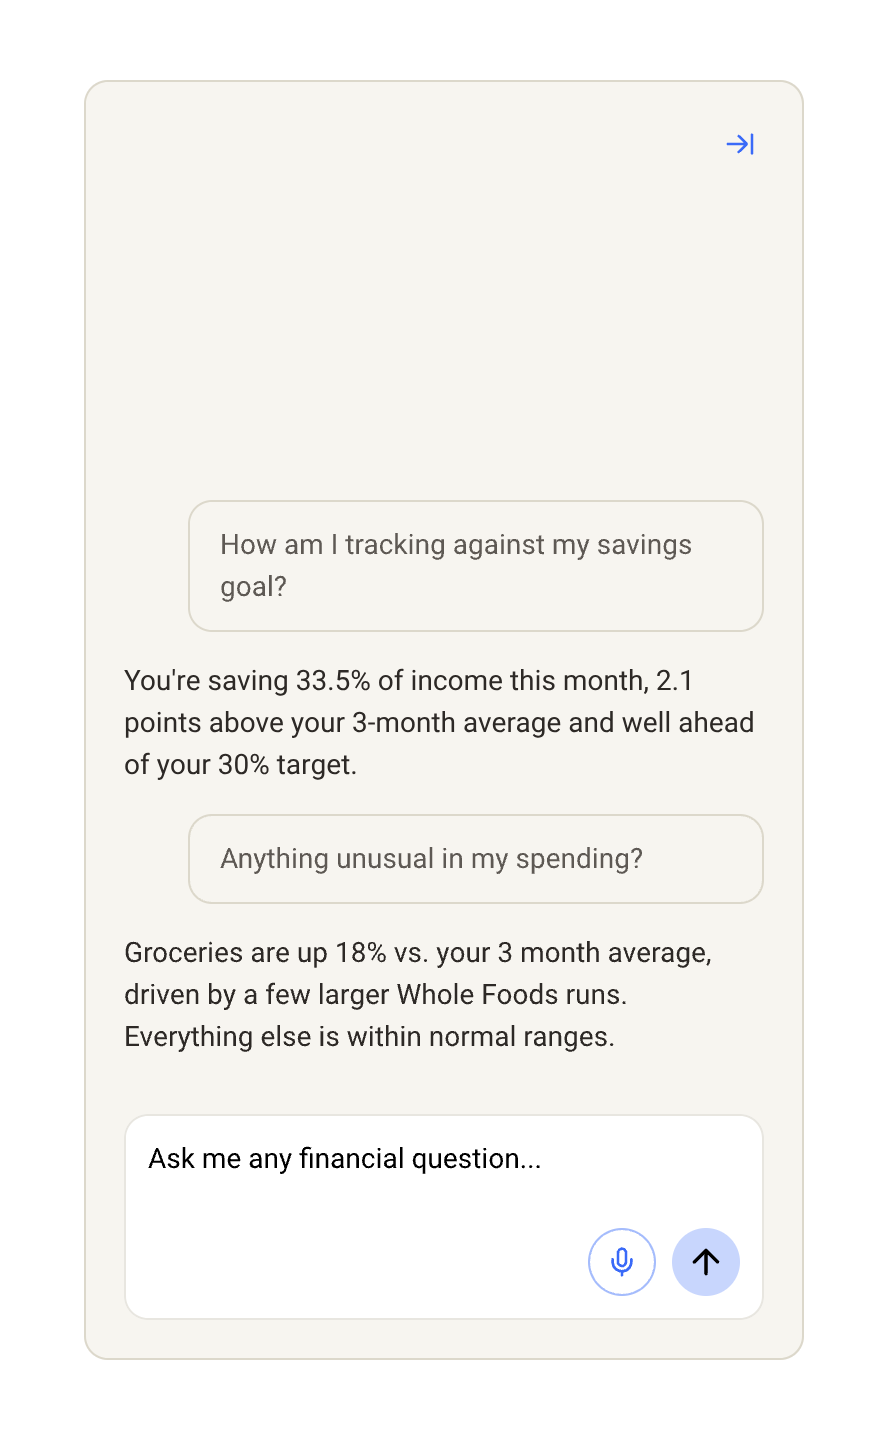 How am I tracking against my savings
goal?
You're saving 33.5% of income this month, 2.1
points above your 3-month average and well ahead
of your 30% target.
Anything unusual in my spending?
Groceries are up 18% vs. your 3 month average,
driven by a few larger Whole Foods runs.
Everything else is within normal ranges.
Ask me any financial question...